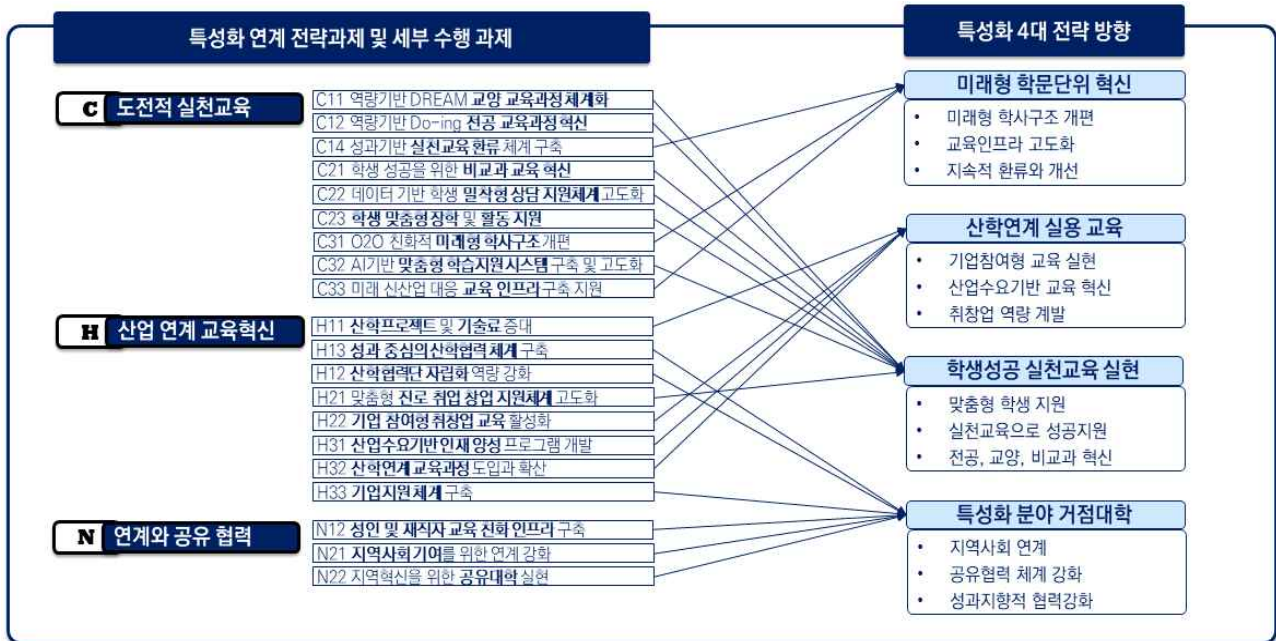 특성화 연계 전략과제 및 세부 수행 과제
C 도전적 실천교육
C11 역량기반 DREAM 교양 교육과정 체계화
C12 역량기반 Do-ing 전공 교육과정 혁신
C14 성과기반 실전교육 환류 체계 구축
C21 학생 성공을 위한 비교과 교육 혁신
C22 데이터 기반 학생 밀착형 상담 지원체계 고도화
C23 학생 맞춤형 장학 및 활동 지원
C31 O2O 친화적 미래형 학사구조 개편
C32 AI기반 맞춤형 학습지원시스템 구축 및 고도화
C33 미래 신산업 대응 교육 인프라 구축 지원
H 산업 연계 교육혁신
H11 산학프로젝트 및 기술료 증대
H13 성과 중심의 산학협력 체계 구축
H12 산학협력단 자립화 역량 강화
H21 맞춤형 진로 취업 창업 지원체계 고도화
H22 기업 참여형 취창업 교육 활성화
H31 산업수요기반 인재 양성 프로그램 개발
H32 산학연계 교육과정 도입과 확산
H33 기업지원 체계 구축
N 연계와 공유 협력
N12 성인 및 재직자 교육 친화 인프라 구축
N21 지역사회 기여를 위한 연계 강화
N22 지역혁신을 위한 공유대학 실현
특성화 4대 전략 방향
미래형 학문단위 혁신
• 미래형 학사구조 개편
• 교육인프라 고도화
• 지속적 환류와 개선
산학연계 실용 교육
• 기업참여형 교육 실현
• 산업수요기반 교육 혁신
• 취창업 역량 계발
학생성공 실천교육 실현
• 맞춤형 학생 지원
• 실천교육으로 성공지원
• 전공, 교양, 비교과 혁신
특성화 분야 거점대학
• 지역사회 연계
• 공유협력 체계 강화
• 성과지향적 협력강화